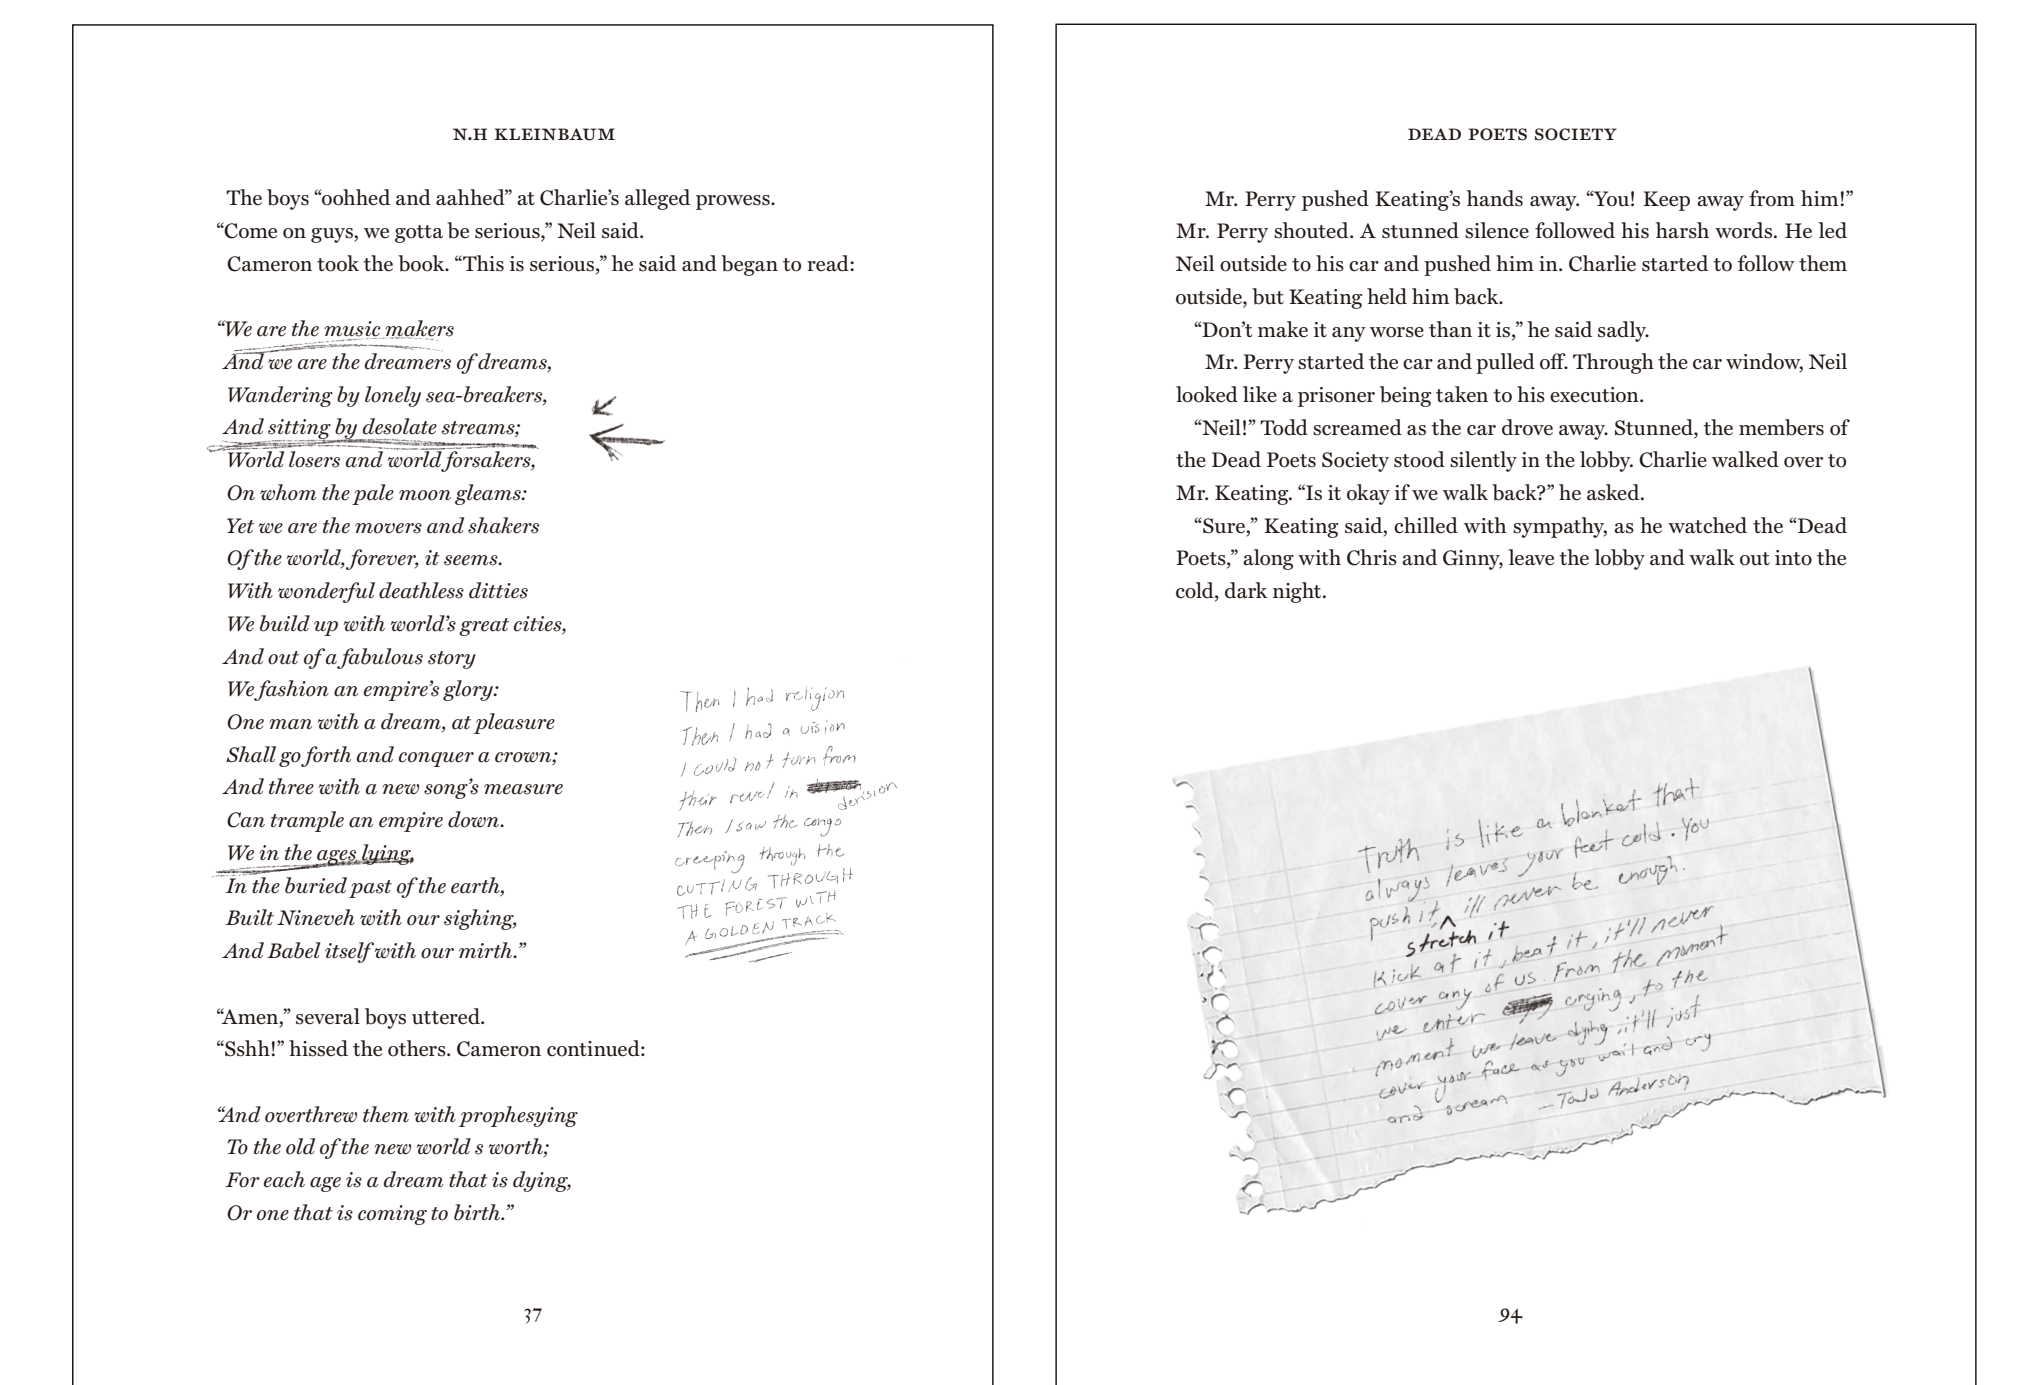 N.H KLEINBAUM
The boys “oohhed and aahhed” at Charlie’s alleged prowess.
“Come on guys, we gotta be serious,” Neil said.
Cameron took the book. “This is serious,” he said and began to read:
“We are the music makers
And we are the dreamers of dreams,
Wandering by lonely sea-breakers,
And sitting by desolate streams;
World losers and world forsakers,
On whom the pale moon gleams:
Yet we are the movers and shakers
Of the world, forever, it seems.
With wonderful deathless ditties
We build up with world’s great cities,
And out of a fabulous story
We fashion an empire’s glory:
One man with a dream, at pleasure
Shall go forth and conquer a crown;
And three with a new song’s measure
Can trample an empire down.
We in the ages lying,
In the buried past of the earth,
Built Nineveh with our sighing,
And Babel itself with our mirth.”
Then I had religion
Then I had a vision
I could not turn from
their revel in
derision
Then I saw the congo
creeping through the
CUTTING THROUGH
THE FOREST WITH
A GOLDEN TRACK
“Amen,” several boys uttered.
“Sshh!” hissed the others. Cameron continued:
“And overthrew them with prophesying
To the old of the new world s worth;
For each age is a dream that is dying,
Or one that is coming to birth.”
37
DEAD POETS SOCIETY
Mr. Perry pushed Keating’s hands away. “You! Keep away from him!”
Mr. Perry shouted. A stunned silence followed his harsh words. He led
Neil outside to his car and pushed him in. Charlie started to follow them
outside, but Keating held him back.
“Don’t make it any worse than it is,” he said sadly.
Mr. Perry started the car and pulled off. Through the car window, Neil
looked like a prisoner being taken to his execution.
“Neil!” Todd screamed as the car drove away. Stunned, the members of
the Dead Poets Society stood silently in the lobby. Charlie walked over to
Mr. Keating. “Is it okay if we walk back?” he asked.
“Sure,” Keating said, chilled with sympathy, as he watched the “Dead
Poets,” along with Chris and Ginny, leave the lobby and walk out into the
cold, dark night.
Truth is like a blanket that
always leaves your feet cold. You
push it, ill never be enough.
stretch it
Kick at it, beat it, it'll never
cover any of us. From the moment
we enter crying, to the
moment we leave dying, it'll just
cover your face as you wait and cry
and scream —Todd Anderson
94